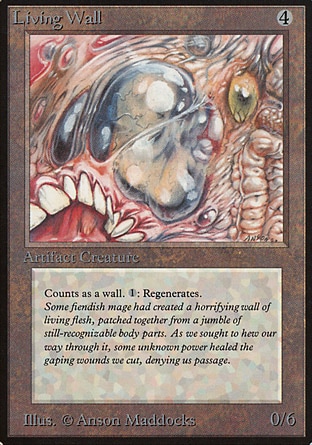 Living Wall 4
Artifact Creature
Counts as a wall. 1: Regenerates.
Some fiendish mage had created a horrifying wall of
living flesh, patched together from a jumble of
still-recognizable body parts. As we sought to hew our
way through it, some unknown power healed the
gaping wounds we cut, denying us passage.
Illus. © Anson Maddocks 0/6